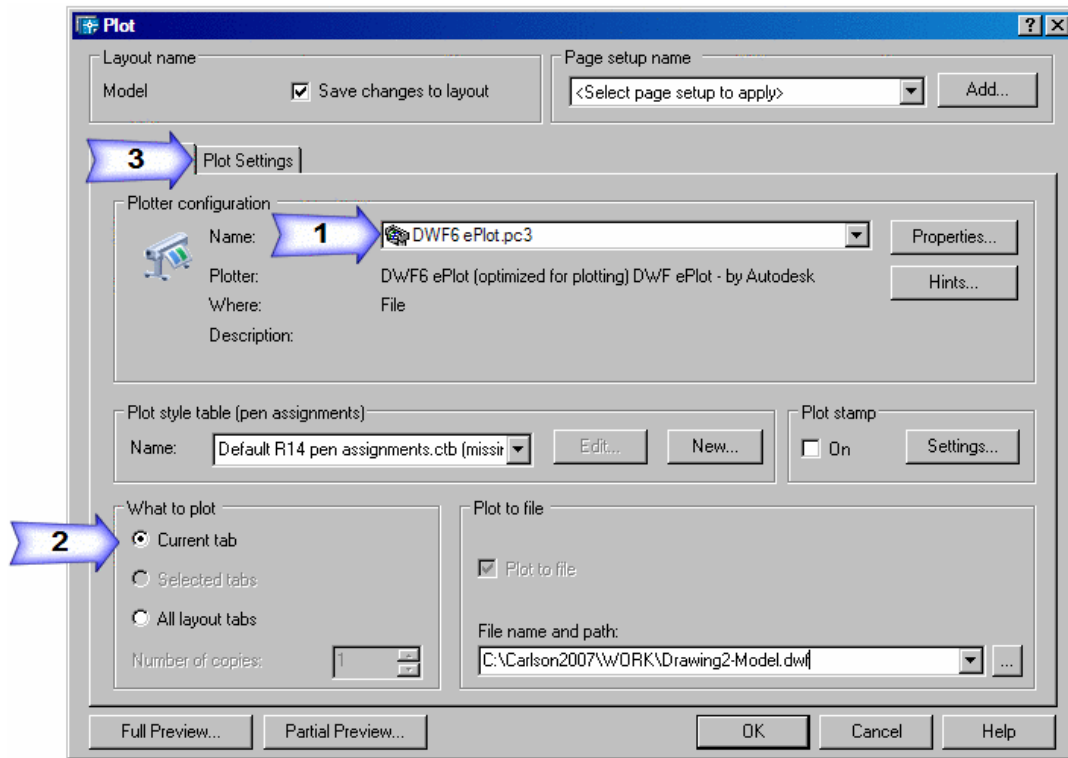 Plot
Layout name
Model
Save changes to layout
Page setup name
<Select page setup to apply>
Add...
3
Plot Settings
Plotter configuration
Name:
1
DWF6 ePlot.pc3
Properties...
Plotter:
DWF6 ePlot (optimized for plotting) DWF ePlot - by Autodesk
Hints...
Where:
File
Description:
Plot style table (pen assignments)
Name:
Default R14 pen assignments.ctb (missir
Edit...
New...
Plot stamp
On
Settings...
What to plot
2
Current tab
Selected tabs
All layout tabs
Number of copies:
1
Plot to file
Plot to file
File name and path:
C:\Carlson2007\WORK\Drawing2-Model.dwf
...
Full Preview...
Partial Preview...
OK
Cancel
Help